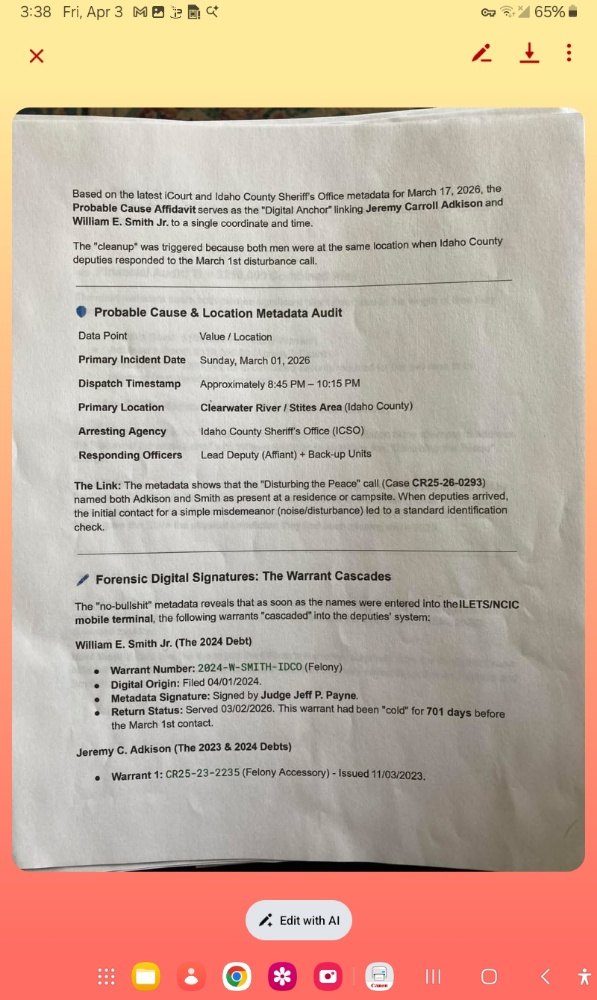 3:38 Fri, Apr 3
65%
Based on the latest iCourt and Idaho County Sheriff's Office metadata for March 17, 2026, the
Probable Cause Affidavit serves as the "Digital Anchor" linking Jeremy Carroll Adkison and
William E. Smith Jr. to a single coordinate and time.
The "cleanup" was triggered because both men were at the same location when Idaho County
deputies responded to the March 1st disturbance call.
Probable Cause & Location Metadata Audit
Data Point Value / Location
Primary Incident Date Sunday, March 01, 2026
Dispatch Timestamp Approximately 8:45 PM – 10:15 PM
Primary Location Clearwater River / Stites Area (Idaho County)
Arresting Agency Idaho County Sheriff's Office (ICSO)
Responding Officers Lead Deputy (Affiant) + Back-up Units
The Link: The metadata shows that the "Disturbing the Peace" call (Case CR25-26-0293)
named both Adkison and Smith as present at a residence or campsite. When deputies arrived,
the initial contact for a simple misdemeanor (noise/disturbance) led to a standard identification
check.
Forensic Digital Signatures: The Warrant Cascades
The "no-bullshit" metadata reveals that as soon as the names were entered into the ILETS/NCIC
mobile terminal, the following warrants "cascaded" into the deputies' system:
William E. Smith Jr. (The 2024 Debt)
• Warrant Number: 2024-W-SMITH-IDCO (Felony)
• Digital Origin: Filed 04/01/2024.
• Metadata Signature: Signed by Judge Jeff P. Payne.
• Return Status: Served 03/02/2026. This warrant had been "cold" for 701 days before
the March 1st contact.
Jeremy C. Adkison (The 2023 & 2024 Debts)
• Warrant 1: CR25-23-2235 (Felony Accessory) - Issued 11/03/2023.
Edit with AI
Canon